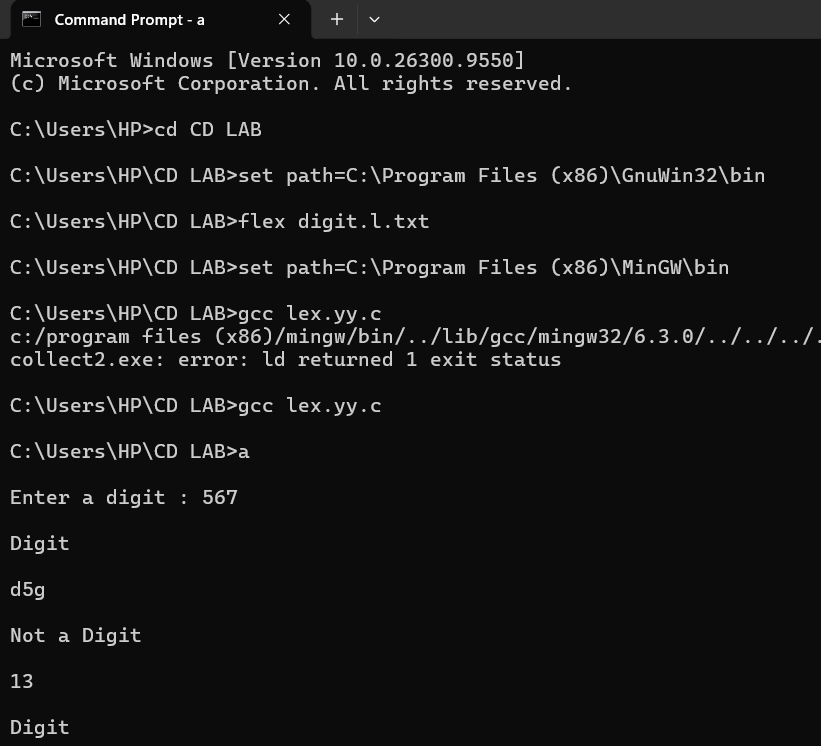 Command Prompt - a
Microsoft Windows [Version 10.0.26300.9550]
(c) Microsoft Corporation. All rights reserved.
C:\Users\HP>cd CD LAB
C:\Users\HP\CD LAB>set path=C:\Program Files (x86)\GnuWin32\bin
C:\Users\HP\CD LAB>flex digit.l.txt
C:\Users\HP\CD LAB>set path=C:\Program Files (x86)\MinGW\bin
C:\Users\HP\CD LAB>gcc lex.yy.c
c:/program files (x86)/mingw/bin/../lib/gcc/mingw32/6.3.0/../../../.
collect2.exe: error: ld returned 1 exit status
C:\Users\HP\CD LAB>gcc lex.yy.c
C:\Users\HP\CD LAB>a
Enter a digit : 567
Digit
d5g
Not a Digit
13
Digit